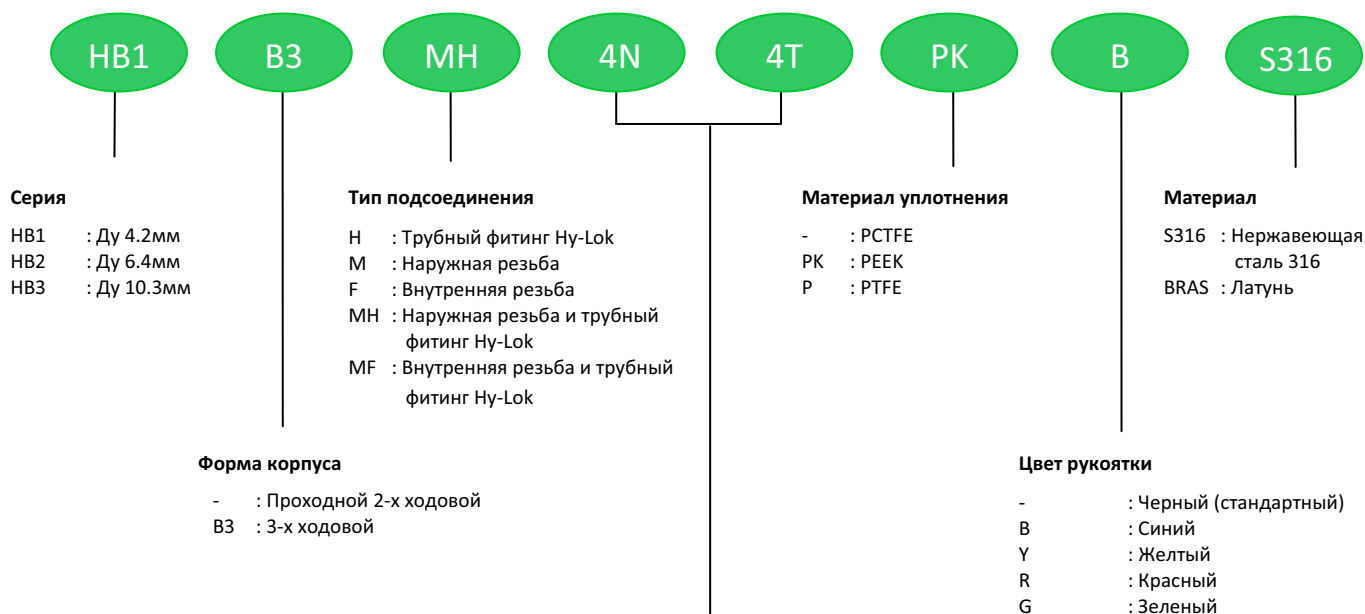 HB1 B3 MH 4N 4T PK B S316
Серия
HB1 : Ду 4.2мм
HB2 : Ду 6.4мм
HB3 : Ду 10.3мм
Тип подсоединения
H : Трубный фитинг Hy-Lok
M : Наружная резьба
F : Внутренняя резьба
MH : Наружная резьба и трубный
фитинг Hy-Lok
MF : Внутренняя резьба и трубный
фитинг Hy-Lok
Материал уплотнения
- : PCTFE
PK : PEEK
P : PTFE
Материал
S316 : Нержавеющая
сталь 316
BRAS : Латунь
Форма корпуса
- : Проходной 2-х ходовой
B3 : 3-х ходовой
Цвет рукоятки
- : Черный (стандартный)
B : Синий
Y : Желтый
R : Красный
G : Зеленый